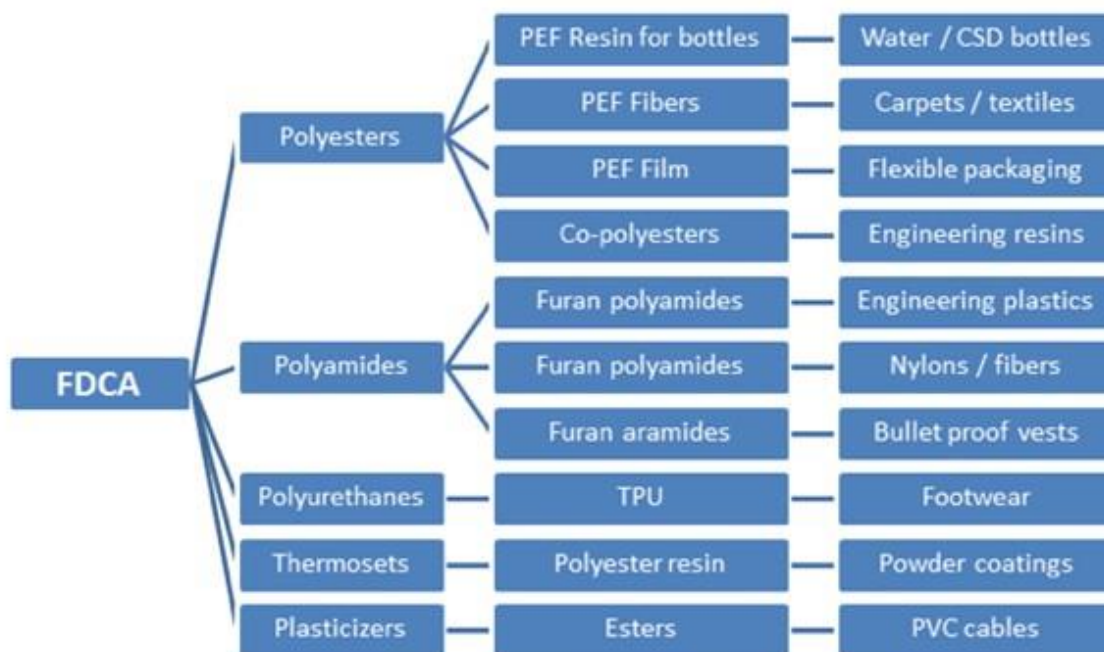 PEF Resin for bottles
Water / CSD bottles
PEF Fibers
Carpets / textiles
Polyesters
PEF Film
Flexible packaging
Co-polyesters
Engineering resins
Furan polyamides
Engineering plastics
FDCA
Polyamides
Furan polyamides
Nylons / fibers
Furan aramides
Bullet proof vests
Polyurethanes
TPU
Footwear
Thermosets
Polyester resin
Powder coatings
Plasticizers
Esters
PVC cables